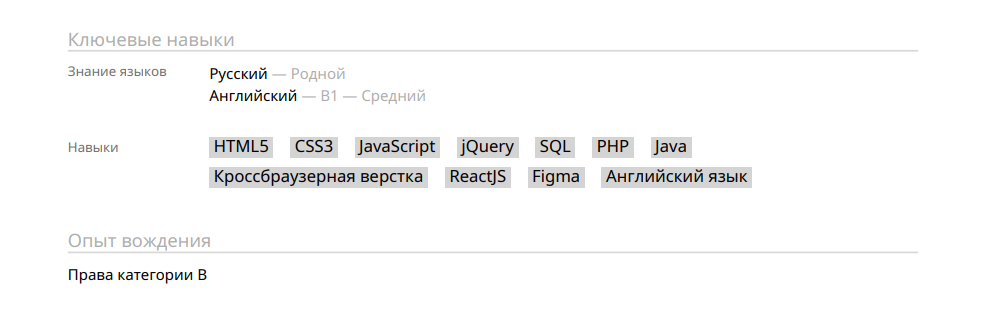 Ключевые навыки
Знание языков
Русский — Родной
Английский — B1 — Средний
Навыки
HTML5 CSS3 JavaScript jQuery SQL PHP Java
Кроссбраузерная верстка ReactJS Figma Английский язык
Опыт вождения
Права категории B